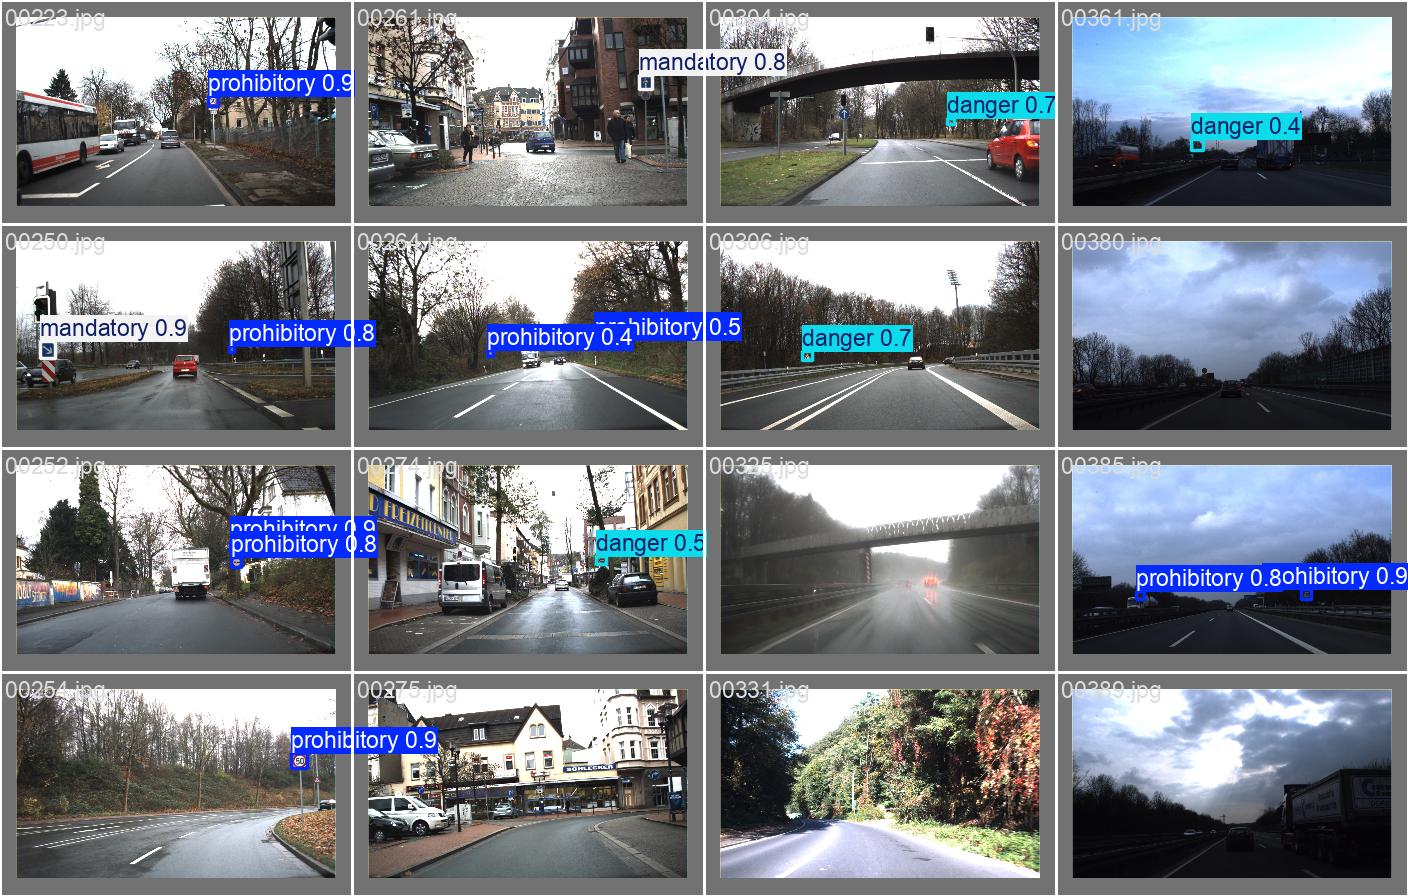 00223.jpg
prohibitory 0.9
00261.jpg
mandatory 0.8
00304.jpg
danger 0.7
00361.jpg
danger 0.4
00250.jpg
mandatory 0.9
prohibitory 0.8
00264.jpg
prohibitory 0.4
prohibitory 0.5
00306.jpg
danger 0.7
00380.jpg
00252.jpg
prohibitory 0.9
prohibitory 0.8
00274.jpg
D FREIZEITCENTER
danger 0.5
00325.jpg
00385.jpg
prohibitory 0.8
ohibitory 0.9
00254.jpg
prohibitory 0.9
50
00275.jpg
BÖHLECKER
00331.jpg
00389.jpg